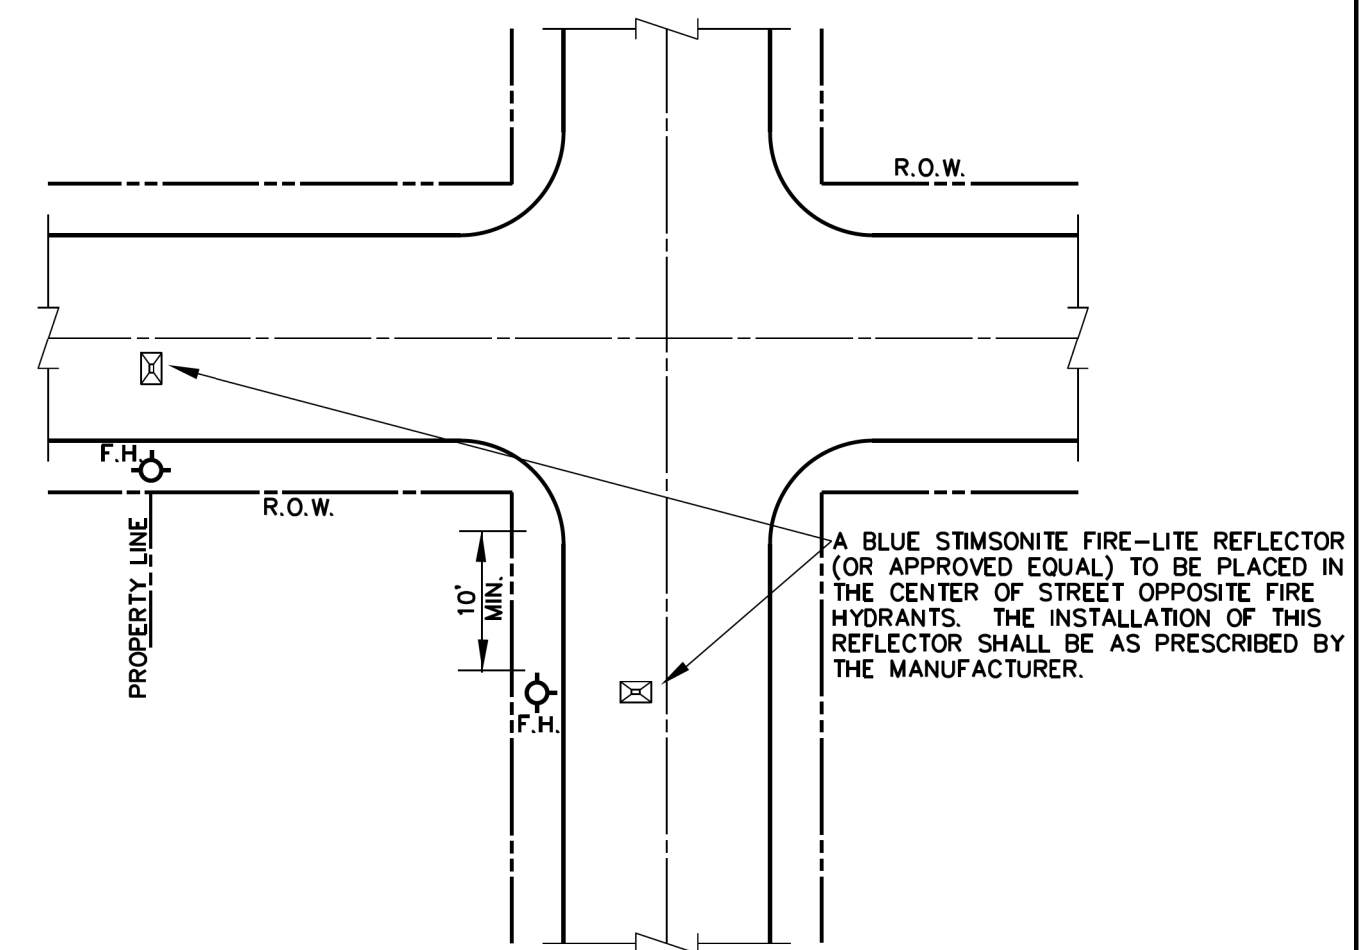 R.O.W.
F.H.
R.O.W.
PROPERTY LINE
10'
MIN.
F.H.
A BLUE STIMSONITE FIRE-LITE REFLECTOR
(OR APPROVED EQUAL) TO BE PLACED IN
THE CENTER OF STREET OPPOSITE FIRE
HYDRANTS. THE INSTALLATION OF THIS
REFLECTOR SHALL BE AS PRESCRIBED BY
THE MANUFACTURER.